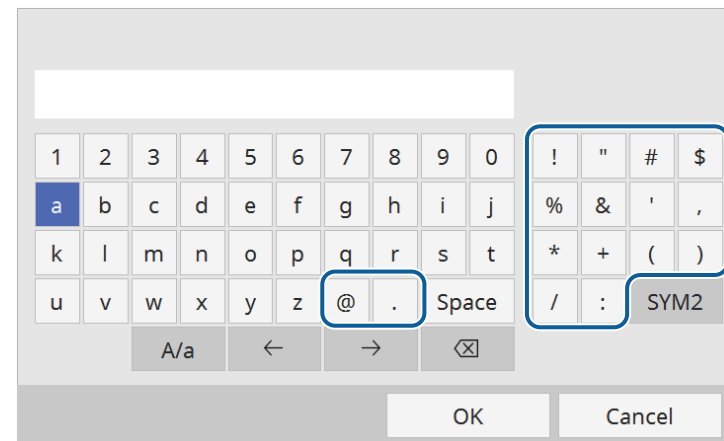 1 2 3 4 5 6 7 8 9 0 ! " # $
a b c d e f g h i j % & ' ,
k l m n o p q r s t * + ( )
u v w x y z @ . Space / : SYM2
A/a ← → ⌫
OK Cancel